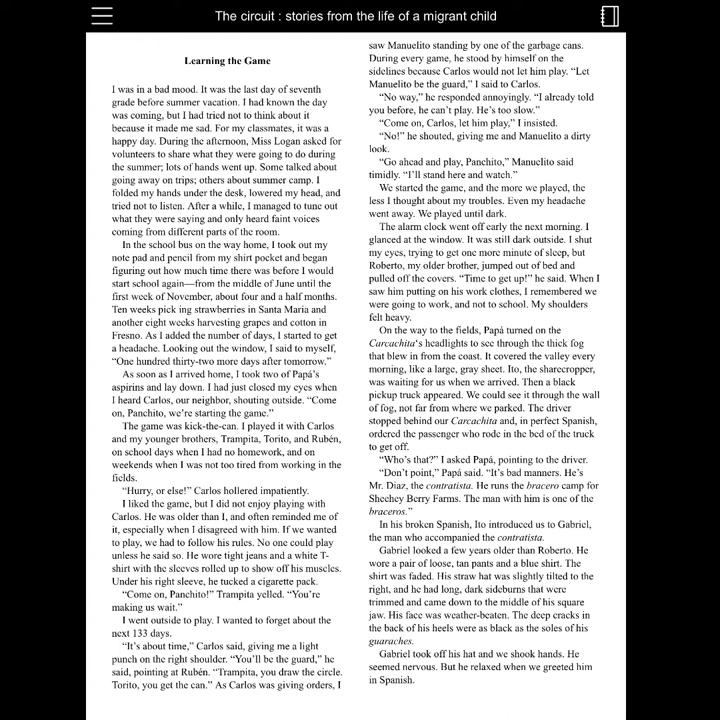 The circuit : stories from the life of a migrant child
Learning the Game
I was in a bad mood. It was the last day of seventh
grade before summer vacation. I had known the day
was coming, but I had tried not to think about it
because it made me sad. For my classmates, it was a
happy day. During the afternoon, Miss Logan asked for
volunteers to share what they were going to do during
the summer; lots of hands went up. Some talked about
going away on trips; others about summer camp. I
folded my hands under the desk, lowered my head, and
tried not to listen. After a while, I managed to tune out
what they were saying and only heard faint voices
coming from different parts of the room.
In the school bus on the way home, I took out my
note pad and pencil from my shirt pocket and began
figuring out how much time there was before I would
start school again—from the middle of June until the
first week of November, about four and a half months.
Ten weeks pick ing strawberries in Santa Maria and
another eight weeks harvesting grapes and cotton in
Fresno. As I added the number of days, I started to get
a headache. Looking out the window, I said to myself,
“One hundred thirty-two more days after tomorrow.”
As soon as I arrived home, I took two of Papá’s
aspirins and lay down. I had just closed my eyes when
I heard Carlos, our neighbor, shouting outside. “Come
on, Panchito, we’re starting the game.”
The game was kick-the-can. I played it with Carlos
and my younger brothers, Trampita, Torito, and Rubén,
on school days when I had no homework, and on
weekends when I was not too tired from working in the
fields.
“Hurry, or else!” Carlos hollered impatiently.
I liked the game, but I did not enjoy playing with
Carlos. He was older than I, and often reminded me of
it, especially when I disagreed with him. If we wanted
to play, we had to follow his rules. No one could play
unless he said so. He wore tight jeans and a white T-
shirt with the sleeves rolled up to show off his muscles.
Under his right sleeve, he tucked a cigarette pack.
“Come on, Panchito!” Trampita yelled. “You’re
making us wait.”
I went outside to play. I wanted to forget about the
next 133 days.
“It’s about time,” Carlos said, giving me a light
punch on the right shoulder. “You’ll be the guard,” he
said, pointing at Rubén. “Trampita, you draw the circle.
Torito, you get the can.” As Carlos was giving orders, I
saw Manuelito standing by one of the garbage cans.
During every game, he stood by himself on the
sidelines because Carlos would not let him play. “Let
Manuelito be the guard,” I said to Carlos.
“No way,” he responded annoyingly. “I already told
you before, he can’t play. He’s too slow.”
“Come on, Carlos, let him play,” I insisted.
“No!” he shouted, giving me and Manuelito a dirty
look.
“Go ahead and play, Panchito,” Manuelito said
timidly. “I’ll stand here and watch.”
We started the game, and the more we played, the
less I thought about my troubles. Even my headache
went away. We played until dark.
The alarm clock went off early the next morning. I
glanced at the window. It was still dark outside. I shut
my eyes, trying to get one more minute of sleep, but
Roberto, my older brother, jumped out of bed and
pulled off the covers. “Time to get up!” he said. When I
saw him putting on his work clothes, I remembered we
were going to work, and not to school. My shoulders
felt heavy.
On the way to the fields, Papá turned on the
Carcachita‘s headlights to see through the thick fog
that blew in from the coast. It covered the valley every
morning, like a large, gray sheet. Ito, the sharecropper,
was waiting for us when we arrived. Then a black
pickup truck appeared. We could see it through the wall
of fog, not far from where we parked. The driver
stopped behind our Carcachita and, in perfect Spanish,
ordered the passenger who rode in the bed of the truck
to get off.
“Who’s that?” I asked Papá, pointing to the driver.
“Don’t point,” Papá said. “It’s bad manners. He’s
Mr. Diaz, the contratista. He runs the bracero camp for
Sheehey Berry Farms. The man with him is one of the
braceros.”
In his broken Spanish, Ito introduced us to Gabriel,
the man who accompanied the contratista.
Gabriel looked a few years older than Roberto. He
wore a pair of loose, tan pants and a blue shirt. The
shirt was faded. His straw hat was slightly tilted to the
right, and he had long, dark sideburns that were
trimmed and came down to the middle of his square
jaw. His face was weather-beaten. The deep cracks in
the back of his heels were as black as the soles of his
guaraches.
Gabriel took off his hat and we shook hands. He
seemed nervous. But he relaxed when we greeted him
in Spanish.